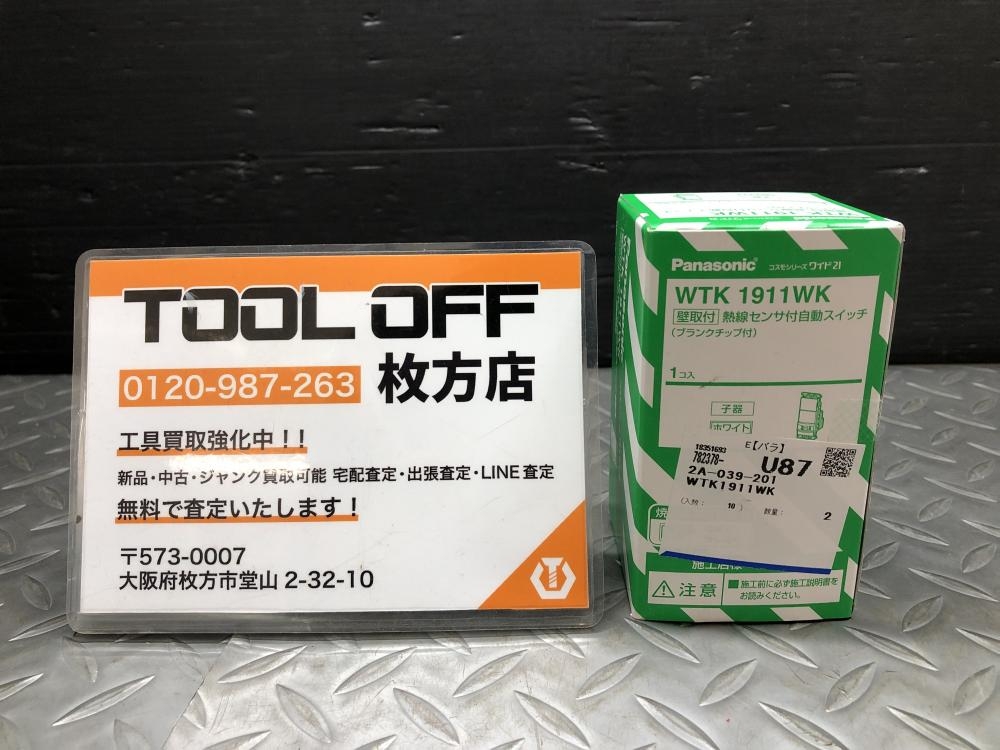 TOOL OFF
0120-987-263 枚方店
工具買取強化中！！
新品・中古・ジャンク買取可能 宅配査定・出張査定・LINE査定
無料で査定いたします！
〒573-0007
大阪府枚方市堂山 2-32-10
Panasonic コスモシリーズワイド21
WTK 1911WK
壁取付 熱線センサ付自動スイッチ
(ブランクチップ付)
1コ入
子器
ホワイト
18351693 E【バラ】
782378- U87
2A-039-201
WTK1911WK
(入数： 10 ) 数量： 2
注意 ■施工前に必ず施工説明書を
お読みください。